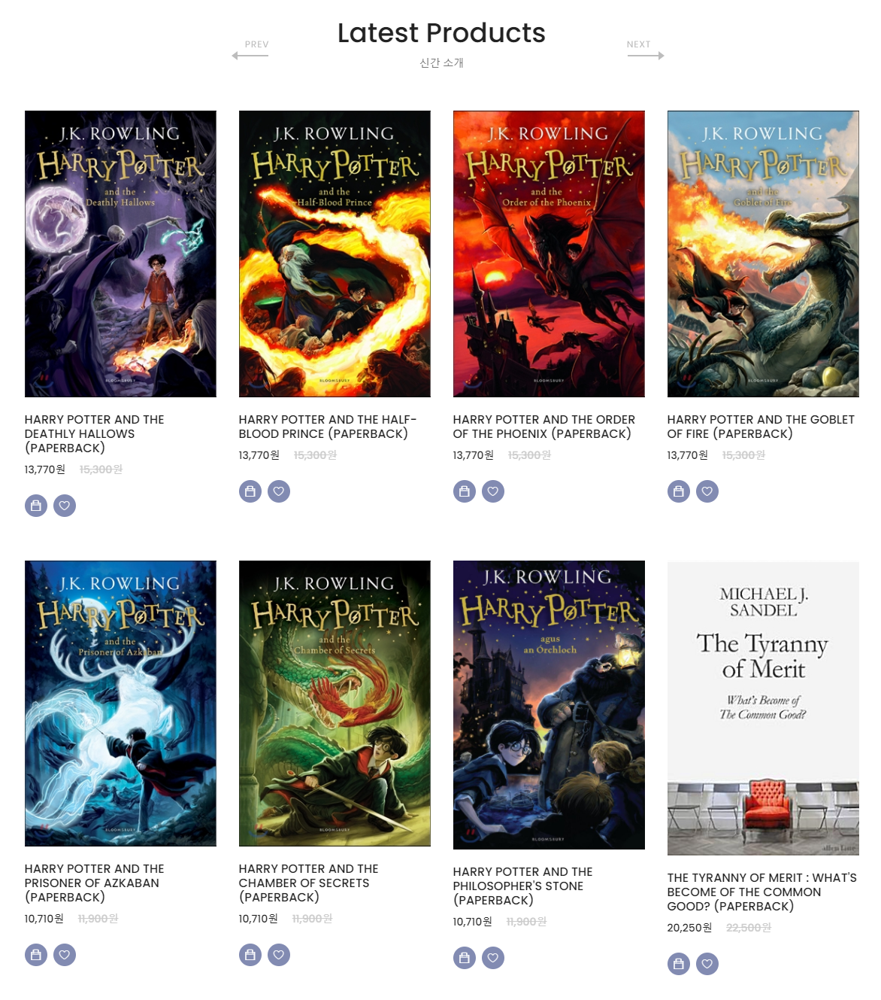 Latest Products
PREV
NEXT
신간 소개
J.K. ROWLING
HARRY POTTER
and the
Deathly Hallows
J.K. ROWLING
HARRY POTTER
and the
Half-Blood Prince
BLOOMSBURY
J.K. ROWLING
HARRY POTTER
and the
Order of the Phoenix
BLOOMSBURY
J.K. ROWLING
HARRY POTTER
and the
Goblet of Fire
BLOOMSBURY
BLOOMSBURY
HARRY POTTER AND THE
DEATHLY HALLOWS
(PAPERBACK)
13,770원 15,300원
HARRY POTTER AND THE HALF-
BLOOD PRINCE (PAPERBACK)
13,770원 15,300원
HARRY POTTER AND THE ORDER
OF THE PHOENIX (PAPERBACK)
13,770원 15,300원
HARRY POTTER AND THE GOBLET
OF FIRE (PAPERBACK)
13,770원 15,300원
J.K. ROWLING
HARRY POTTER
and the
Prisoner of Azkaban
BLOOMSBURY
J.K. ROWLING
HARRY POTTER
and the
Chamber of Secrets
BLOOMSBURY
J.K. ROWLING
HARRY POTTER
agus
an Órchloch
BLOOMSBURY
MICHAEL J.
SANDEL
The Tyranny
of Merit
What's Become of
The Common Good?
allen lane
HARRY POTTER AND THE
PRISONER OF AZKABAN
(PAPERBACK)
10,710원 11,900원
HARRY POTTER AND THE
CHAMBER OF SECRETS
(PAPERBACK)
10,710원 11,900원
HARRY POTTER AND THE
PHILOSOPHER'S STONE
(PAPERBACK)
10,710원 11,900원
THE TYRANNY OF MERIT : WHAT'S
BECOME OF THE COMMON
GOOD? (PAPERBACK)
20,250원 22,500원